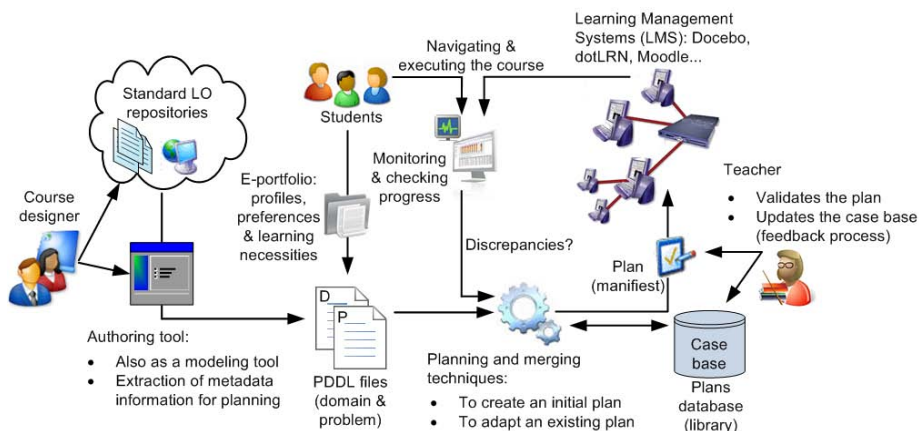 Learning Management
Systems (LMS): Docebo,
dotLRN, Moodle...
Navigating &
executing the course
Standard LO
repositories
Students
Monitoring
& checking
progress
Teacher
• Validates the plan
• Updates the case base
(feedback process)
E-portfolio:
profiles,
preferences
& learning
necessities
Course
designer
Discrepancies?
Plan
(manifiest)
D
P
Authoring tool:
• Also as a modeling tool
• Extraction of metadata
information for planning
PDDL files
(domain &
problem)
Planning and merging
techniques:
• To create an initial plan
• To adapt an existing plan
Case
base
Plans
database
(library)